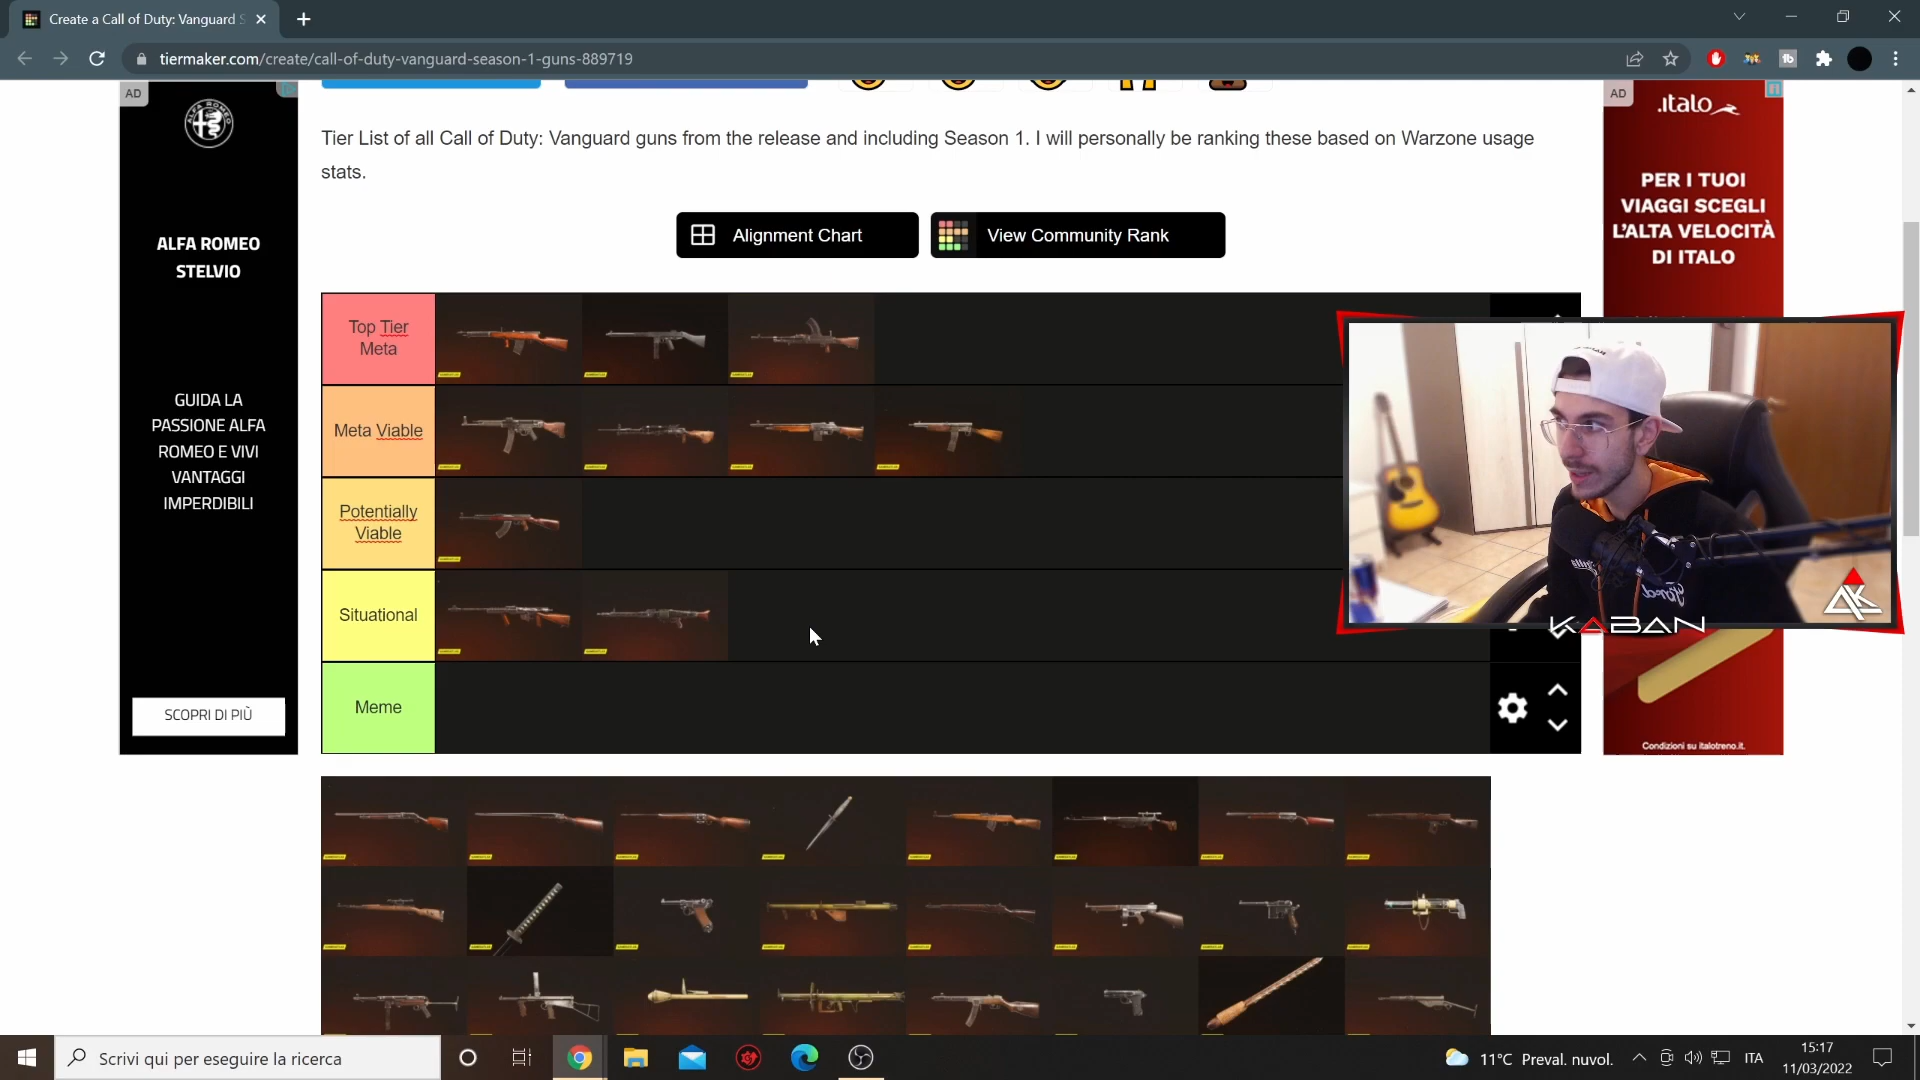 Create a Call of Duty: Vanguard S
tiermaker.com/create/call-of-duty-vanguard-season-1-guns-889719
AD
ALFA ROMEO
STELVIO
GUIDA LA
PASSIONE ALFA
ROMEO E VIVI
VANTAGGI
IMPERDIBILI
SCOPRI DI PIÙ
Tier List of all Call of Duty: Vanguard guns from the release and including Season 1. I will personally be ranking these based on Warzone usage
stats.
Alignment Chart
View Community Rank
Top Tier
Meta
Meta Viable
Potentially
Viable
Situational
Meme
AD
.italo
PER I TUOI
VIAGGI SCEGLI
L'ALTA VELOCITÀ
DI ITALO
Condizioni su italotreno.it.
KABAN
Scrivi qui per eseguire la ricerca
11°C Preval. nuvol.
ITA
15:17
11/03/2022